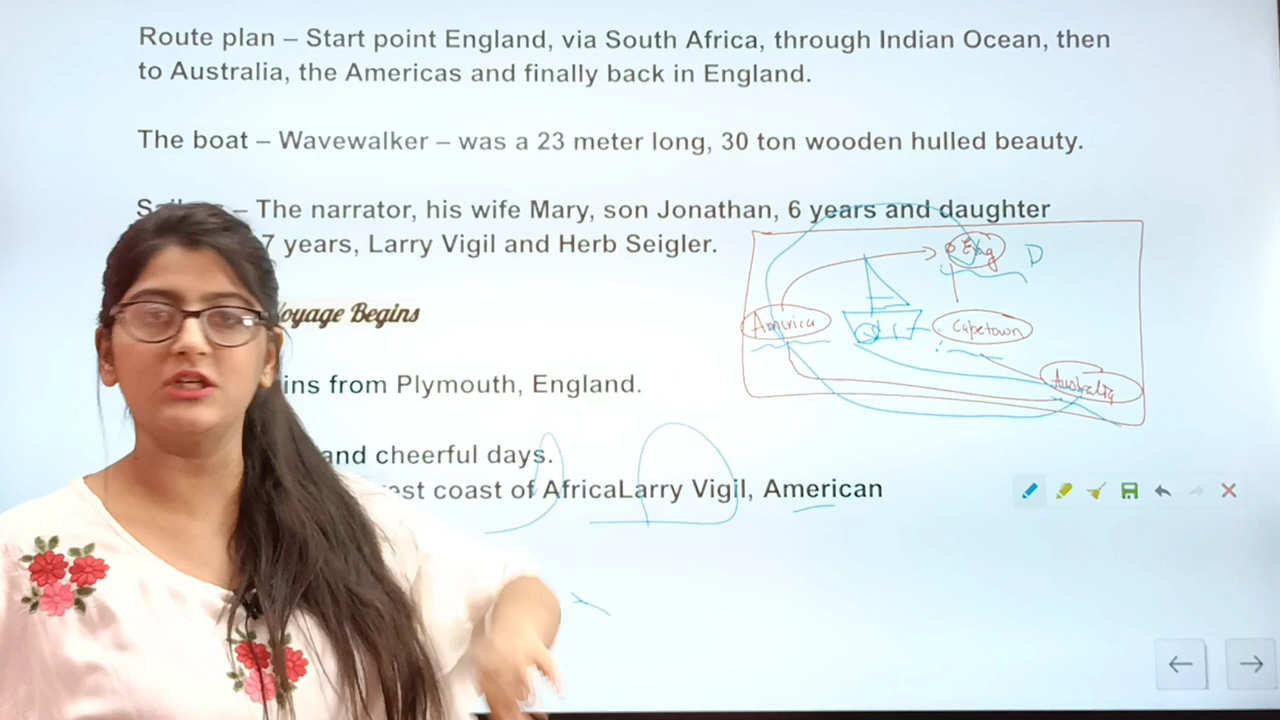 Route plan – Start point England, via South Africa, through Indian Ocean, then
to Australia, the Americas and finally back in England.
The boat – Wavewalker – was a 23 meter long, 30 ton wooden hulled beauty.
– The narrator, his wife Mary, son Jonathan, 6 years and daughter
7 years, Larry Vigil and Herb Seigler.
Eng
D
oyage Begins
America
Capetown
ins from Plymouth, England.
Australia
and cheerful days.
est coast of AfricaLarry Vigil, American